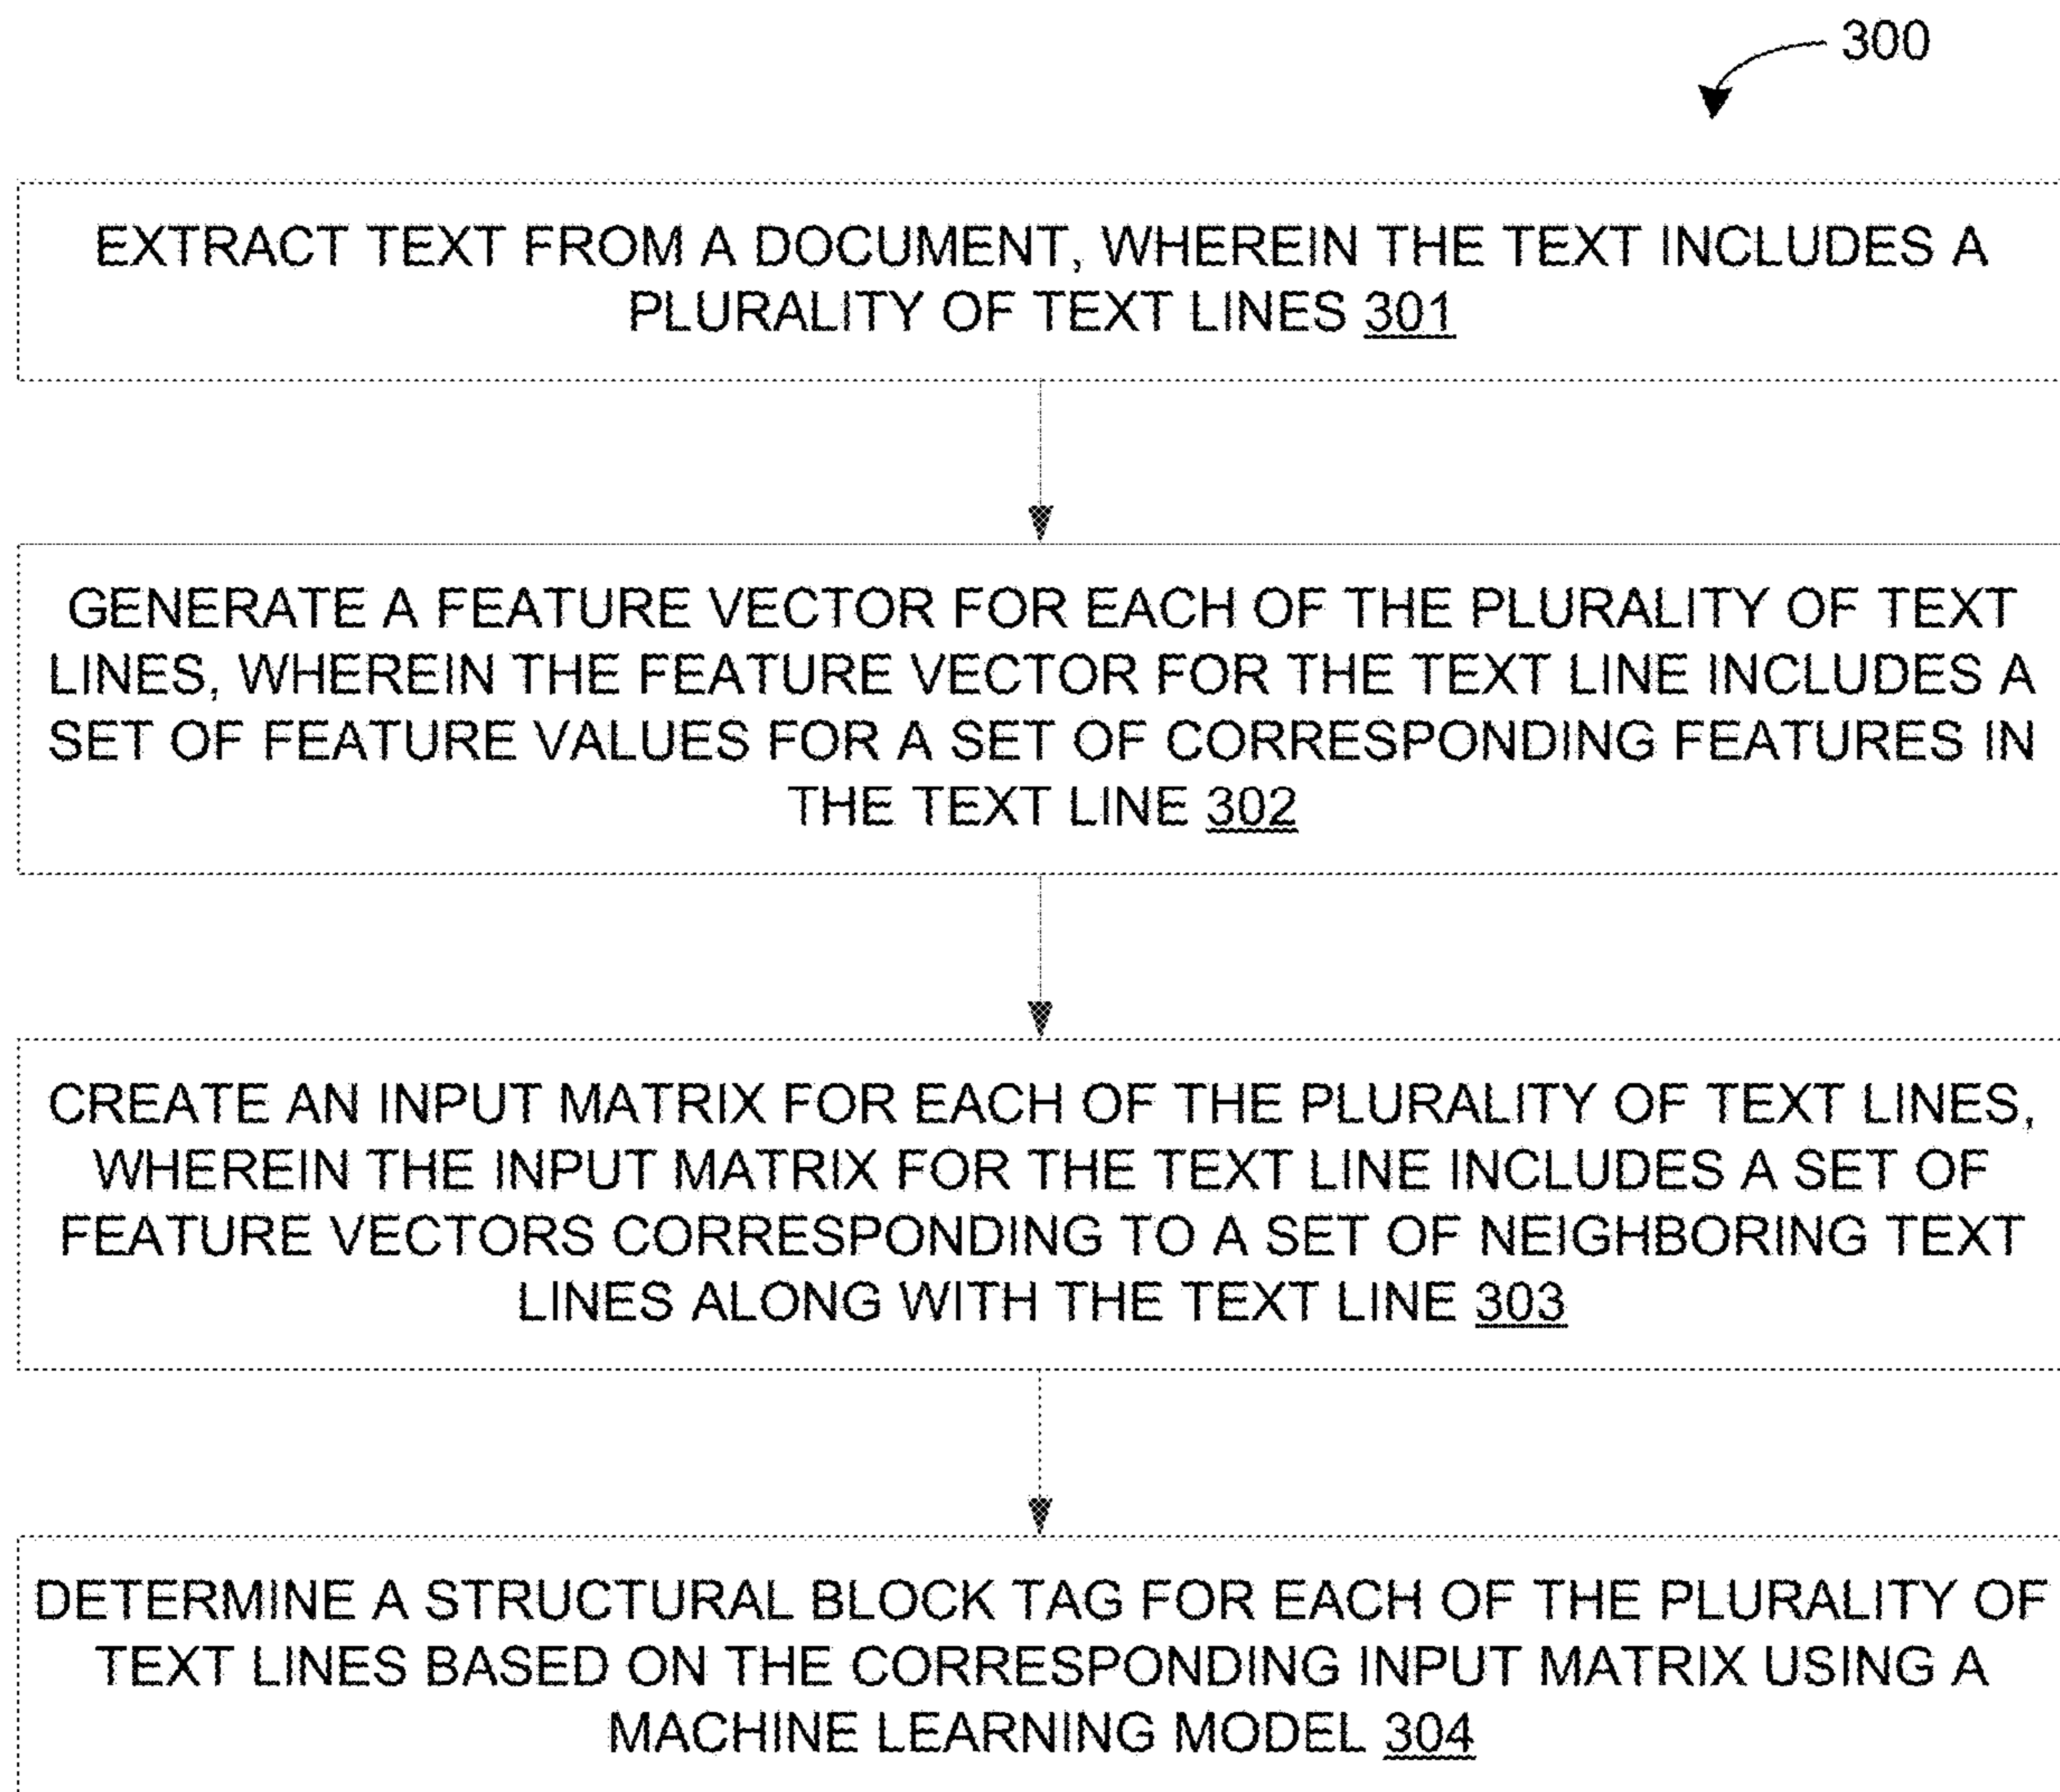 300
EXTRACT TEXT FROM A DOCUMENT, WHEREIN THE TEXT INCLUDES A
PLURALITY OF TEXT LINES 301
GENERATE A FEATURE VECTOR FOR EACH OF THE PLURALITY OF TEXT
LINES, WHEREIN THE FEATURE VECTOR FOR THE TEXT LINE INCLUDES A
SET OF FEATURE VALUES FOR A SET OF CORRESPONDING FEATURES IN
THE TEXT LINE 302
CREATE AN INPUT MATRIX FOR EACH OF THE PLURALITY OF TEXT LINES,
WHEREIN THE INPUT MATRIX FOR THE TEXT LINE INCLUDES A SET OF
FEATURE VECTORS CORRESPONDING TO A SET OF NEIGHBORING TEXT
LINES ALONG WITH THE TEXT LINE 303
DETERMINE A STRUCTURAL BLOCK TAG FOR EACH OF THE PLURALITY OF
TEXT LINES BASED ON THE CORRESPONDING INPUT MATRIX USING A
MACHINE LEARNING MODEL 304